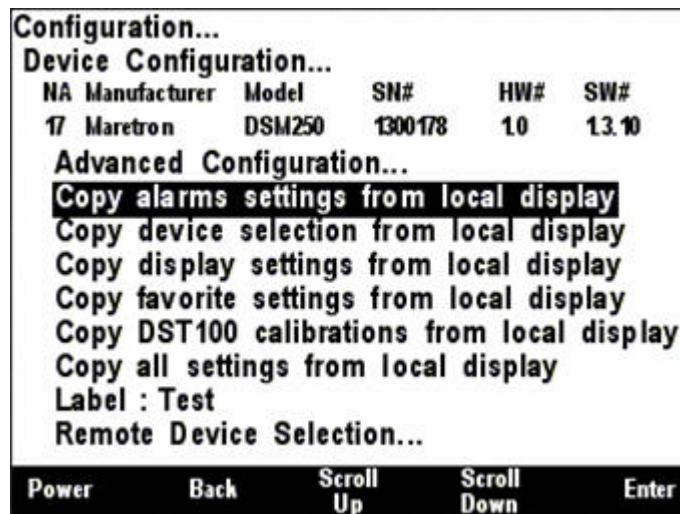 Configuration...
Device Configuration...
NA Manufacturer Model SN# HW# SW#
17 Maretron DSM250 1300178 1.0 1.3.10
Advanced Configuration...
Copy alarms settings from local display
Copy device selection from local display
Copy display settings from local display
Copy favorite settings from local display
Copy DST100 calibrations from local display
Copy all settings from local display
Label : Test
Remote Device Selection...
Power Back Scroll Up Scroll Down Enter